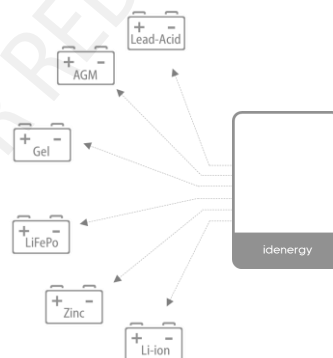 + -
Lead-Acid
+ -
AGM
+ -
Gel
+ -
LiFePo
+ -
Zinc
+ -
Li-ion
idenergy